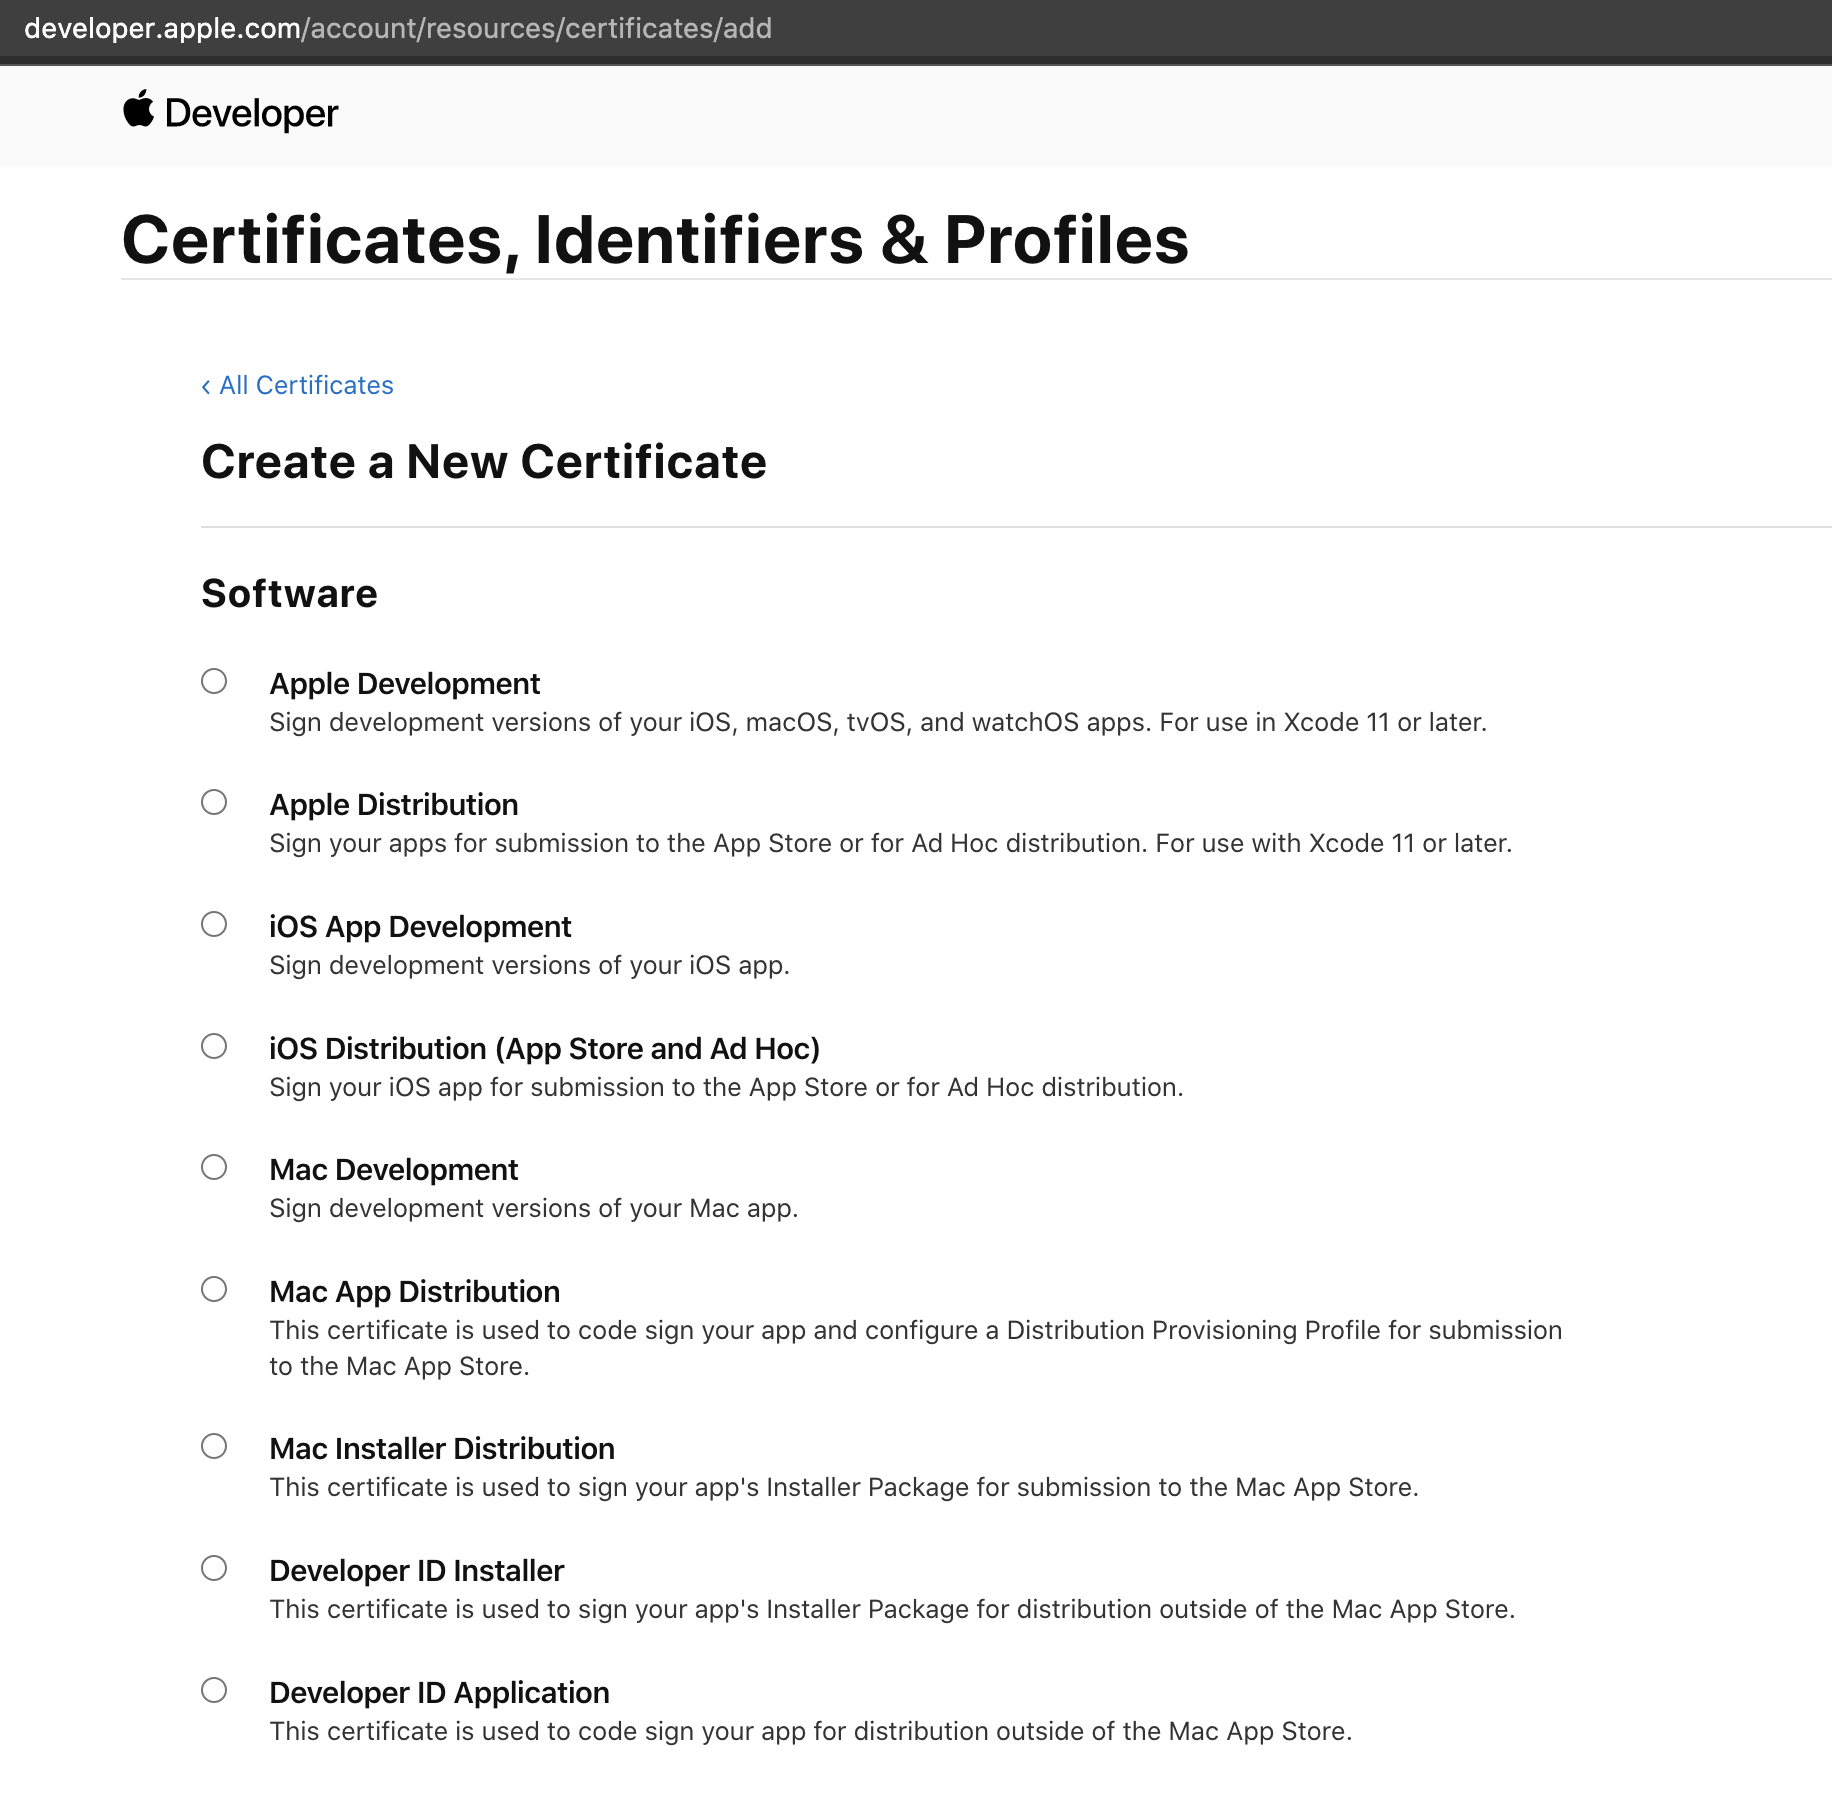 developer.apple.com/account/resources/certificates/add
Developer
Certificates, Identifiers & Profiles
‹ All Certificates
Create a New Certificate
Software
Apple Development
Sign development versions of your iOS, macOS, tvOS, and watchOS apps. For use in Xcode 11 or later.
Apple Distribution
Sign your apps for submission to the App Store or for Ad Hoc distribution. For use with Xcode 11 or later.
iOS App Development
Sign development versions of your iOS app.
iOS Distribution (App Store and Ad Hoc)
Sign your iOS app for submission to the App Store or for Ad Hoc distribution.
Mac Development
Sign development versions of your Mac app.
Mac App Distribution
This certificate is used to code sign your app and configure a Distribution Provisioning Profile for submission
to the Mac App Store.
Mac Installer Distribution
This certificate is used to sign your app's Installer Package for submission to the Mac App Store.
Developer ID Installer
This certificate is used to sign your app's Installer Package for distribution outside of the Mac App Store.
Developer ID Application
This certificate is used to code sign your app for distribution outside of the Mac App Store.